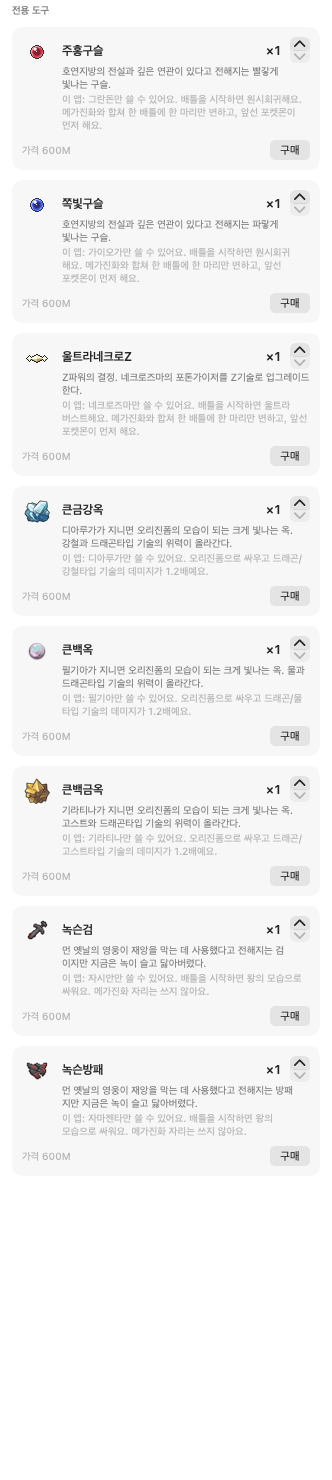 전용 도구
주홍구슬 ×1
호연지방의 전설과 깊은 연관이 있다고 전해지는 빨갛게
빛나는 구슬.
이 앱: 그란돈만 쓸 수 있어요. 배틀을 시작하면 원시회귀해요.
메가진화와 합쳐 한 배틀에 한 마리만 변하고, 앞선 포켓몬이
먼저 해요.
가격 600M 구매
쪽빛구슬 ×1
호연지방의 전설과 깊은 연관이 있다고 전해지는 파랗게
빛나는 구슬.
이 앱: 가이오가만 쓸 수 있어요. 배틀을 시작하면 원시회귀
해요. 메가진화와 합쳐 한 배틀에 한 마리만 변하고, 앞선
포켓몬이 먼저 해요.
가격 600M 구매
울트라네크로Z ×1
Z파워의 결정. 네크로즈마의 포톤가이저를 Z기술로 업그레이드
한다.
이 앱: 네크로즈마만 쓸 수 있어요. 배틀을 시작하면 울트라
버스트해요. 메가진화와 합쳐 한 배틀에 한 마리만 변하고, 앞선
포켓몬이 먼저 해요.
가격 600M 구매
큰금강옥 ×1
디아루가가 지니면 오리진폼의 모습이 되는 크게 빛나는 옥.
강철과 드래곤타입 기술의 위력이 올라간다.
이 앱: 디아루가만 쓸 수 있어요. 오리진폼으로 싸우고 드래곤/
강철타입 기술의 데미지가 1.2배예요.
가격 600M 구매
큰백옥 ×1
펄기아가 지니면 오리진폼의 모습이 되는 크게 빛나는 옥. 물과
드래곤타입 기술의 위력이 올라간다.
이 앱: 펄기아만 쓸 수 있어요. 오리진폼으로 싸우고 드래곤/물
타입 기술의 데미지가 1.2배예요.
가격 600M 구매
큰백금옥 ×1
기라티나가 지니면 오리진폼의 모습이 되는 크게 빛나는 옥.
고스트와 드래곤타입 기술의 위력이 올라간다.
이 앱: 기라티나만 쓸 수 있어요. 오리진폼으로 싸우고 드래곤/
고스트타입 기술의 데미지가 1.2배예요.
가격 600M 구매
녹슨검 ×1
먼 옛날의 영웅이 재앙을 막는 데 사용했다고 전해지는 검
이지만 지금은 녹이 슬고 닳아버렸다.
이 앱: 자시안만 쓸 수 있어요. 배틀을 시작하면 왕의 모습으로
싸워요. 메가진화 자리는 쓰지 않아요.
가격 600M 구매
녹슨방패 ×1
먼 옛날의 영웅이 재앙을 막는 데 사용했다고 전해지는 방패
지만 지금은 녹이 슬고 닳아버렸다.
이 앱: 자마젠타만 쓸 수 있어요. 배틀을 시작하면 왕의
모습으로 싸워요. 메가진화 자리는 쓰지 않아요.
가격 600M 구매